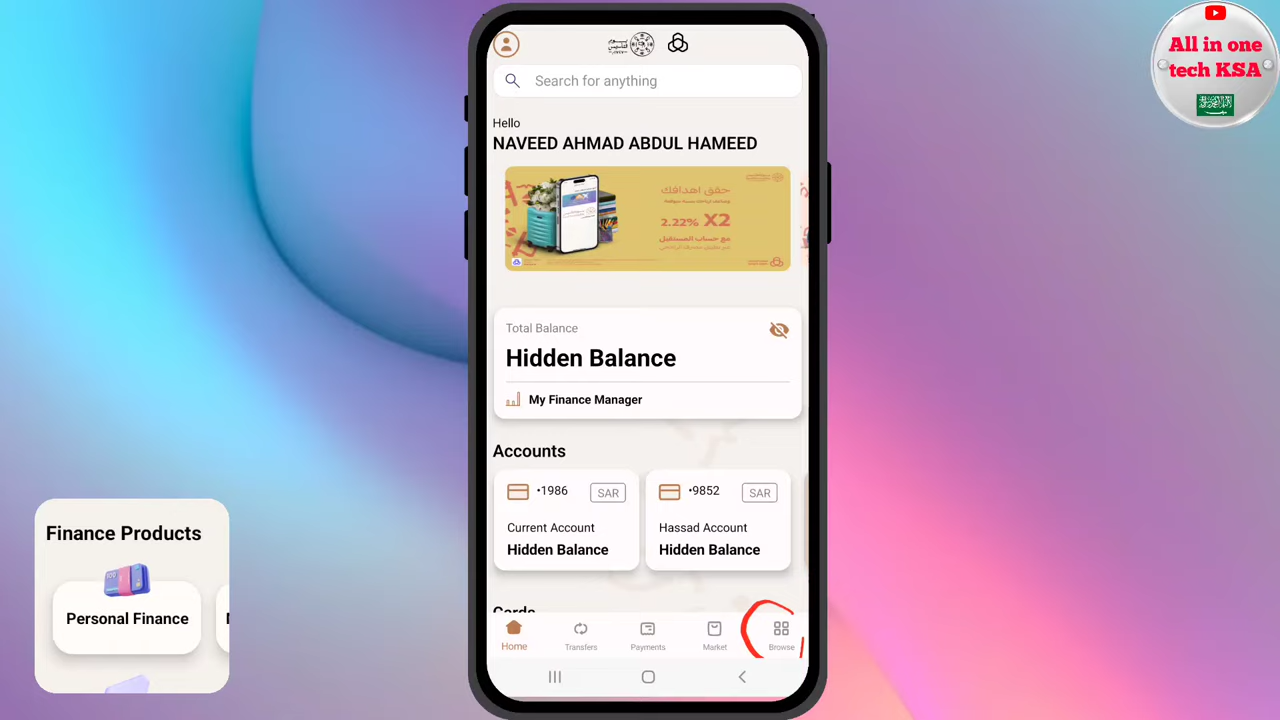 All in one
tech KSA
Search for anything
Hello
NAVEED AHMAD ABDUL HAMEED
حقق اهدافك
2.22% X2
مع حساب المستقبل
Total Balance
Hidden Balance
My Finance Manager
Accounts
•1986
SAR
Current Account
Hidden Balance
•9852
SAR
Hassad Account
Hidden Balance
Cards
Home
Transfers
Payments
Market
Browse
Finance Products
Personal Finance